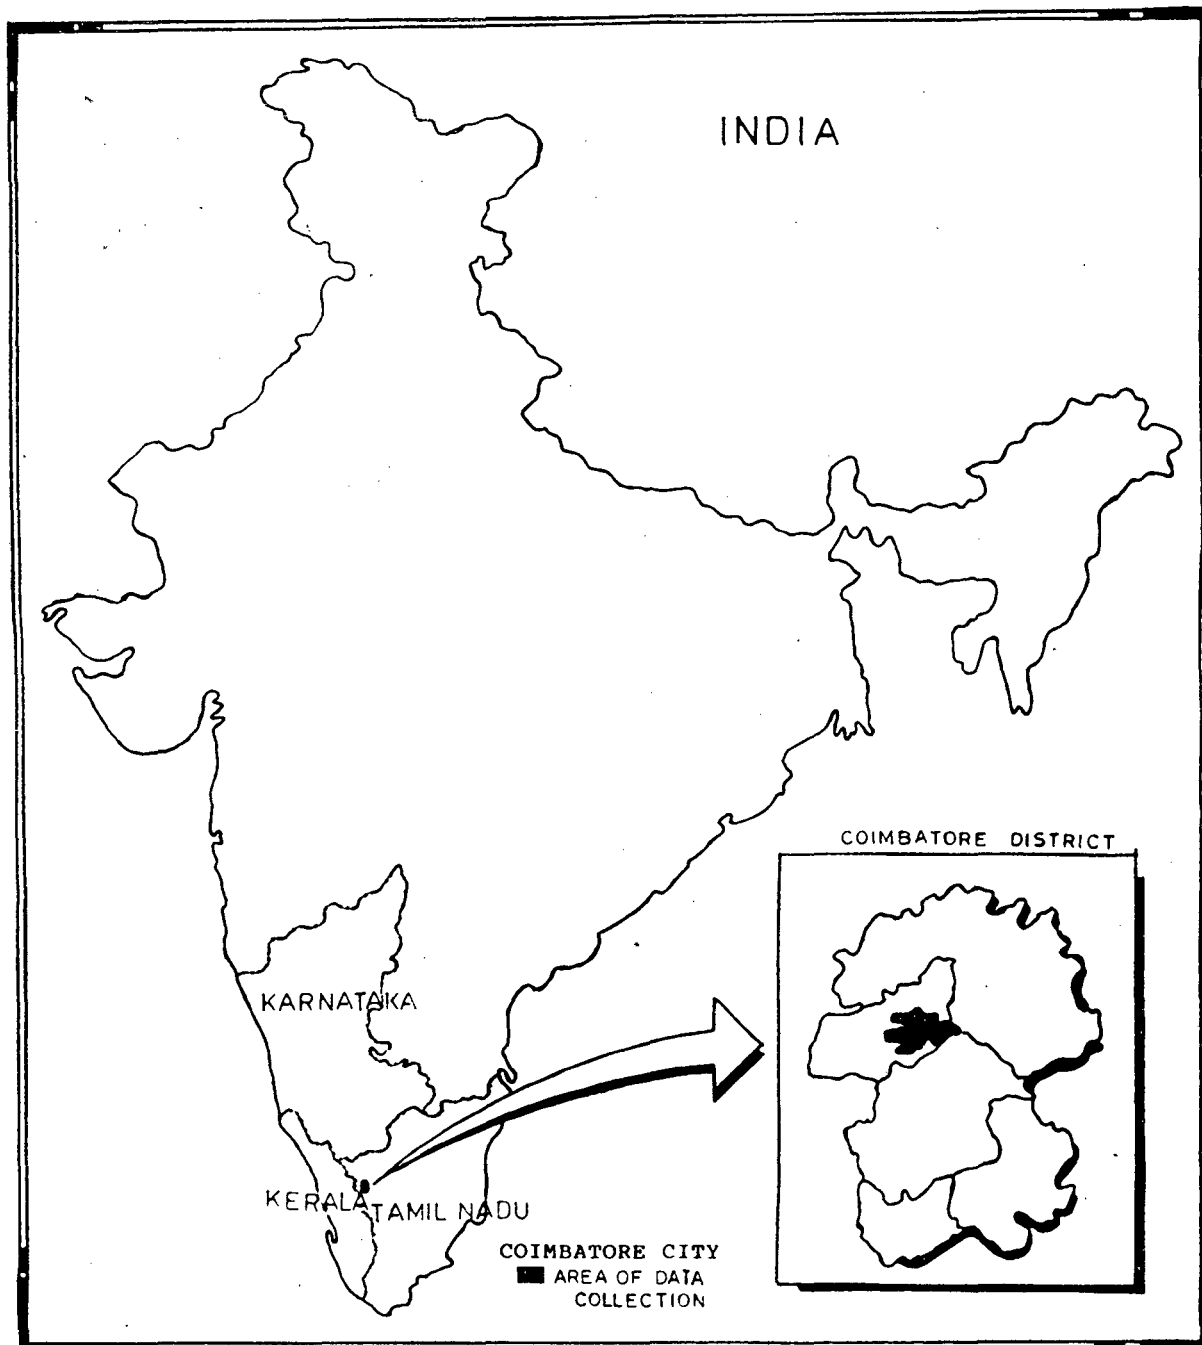 INDIA
COIMBATORE DISTRICT
KARNATAKA
KERALA
TAMIL NADU
COIMBATORE CITY
AREA OF DATA
COLLECTION